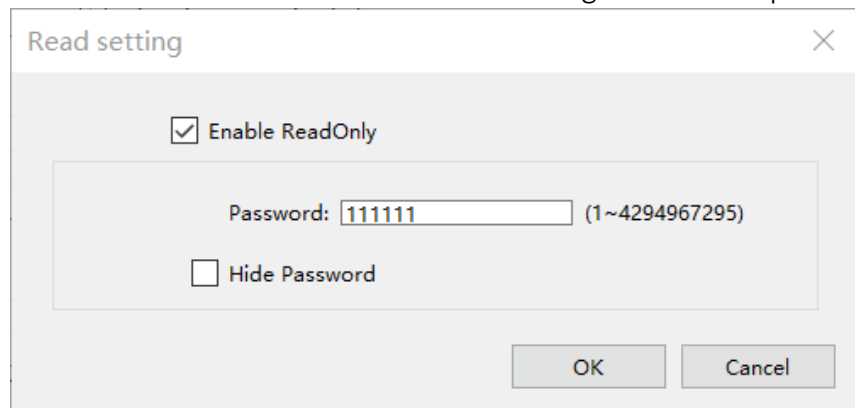 Read setting
Enable ReadOnly
Password: 111111 (1~4294967295)
Hide Password
OK Cancel